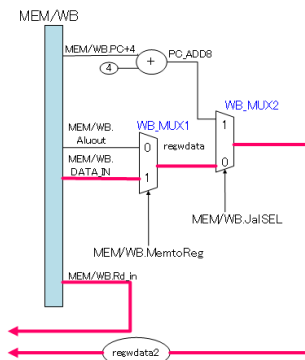 MEM/WB
MEM/WB.PC+4
PC_ADD8
4
+
WB_MUX2
MEM/WB.
Aluout
WB_MUX1
regwdata
1
0
0
1
MEM/WB.
DATA_IN
MEM/WB.JalSEL
MEM/WB.MemtoReg
MEM/WB.Rd_in
regwdata2